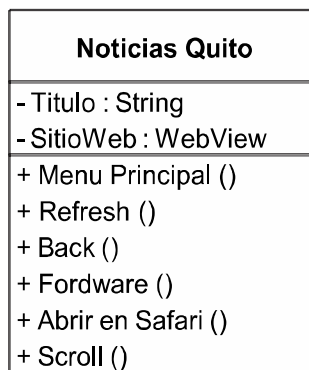 Noticias Quito
- Titulo : String
- SitioWeb : WebView
+ Menu Principal ()
+ Refresh ()
+ Back ()
+ Fordware ()
+ Abrir en Safari ()
+ Scroll ()